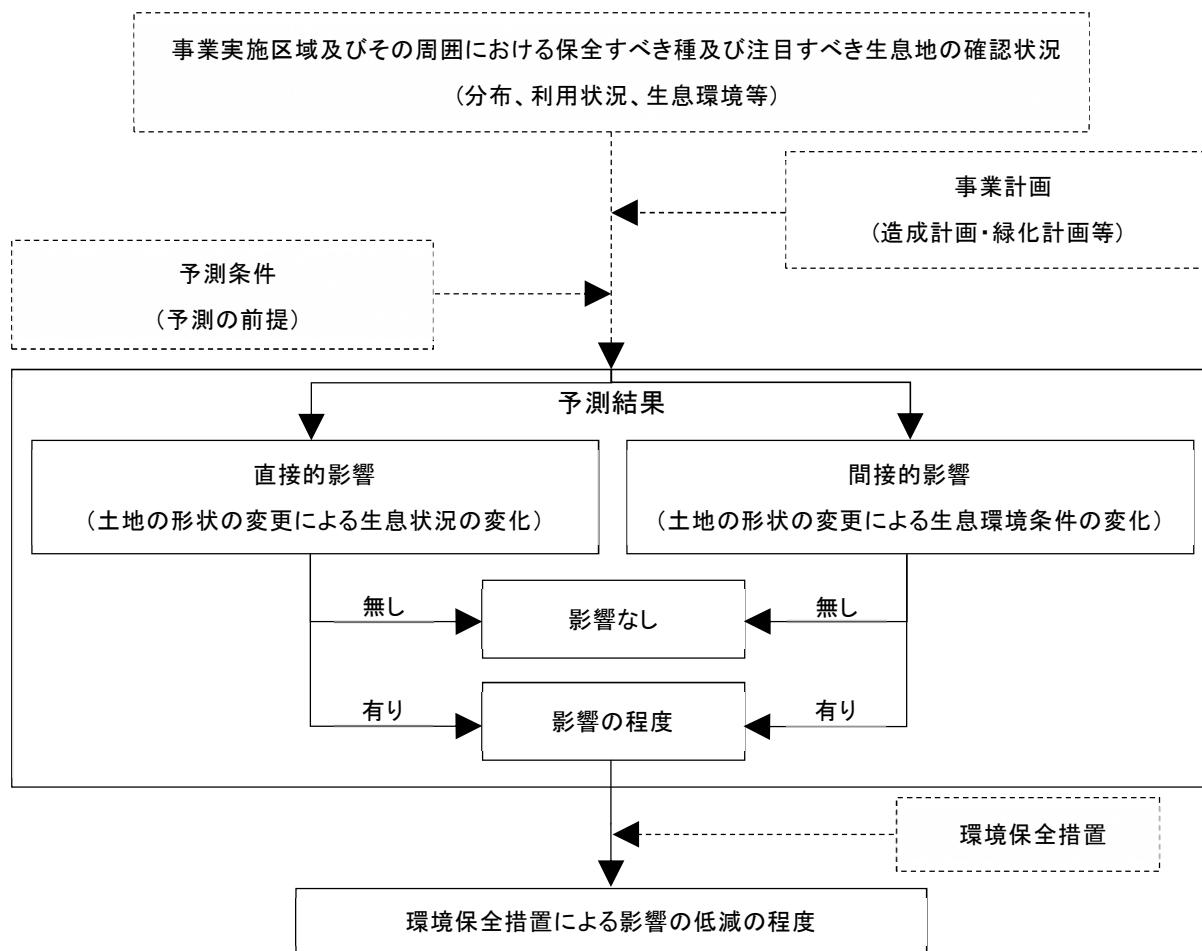 事業実施区域及びその周囲における保全すべき種及び注目すべき生息地の確認状況
（分布、利用状況、生息環境等）
事業計画
（造成計画・緑化計画等）
予測条件
（予測の前提）
予測結果
直接的影響
（土地の形状の変更による生息状況の変化）
間接的影響
（土地の形状の変更による生息環境条件の変化）
無し
影響なし
無し
有り
影響の程度
有り
環境保全措置
環境保全措置による影響の低減の程度